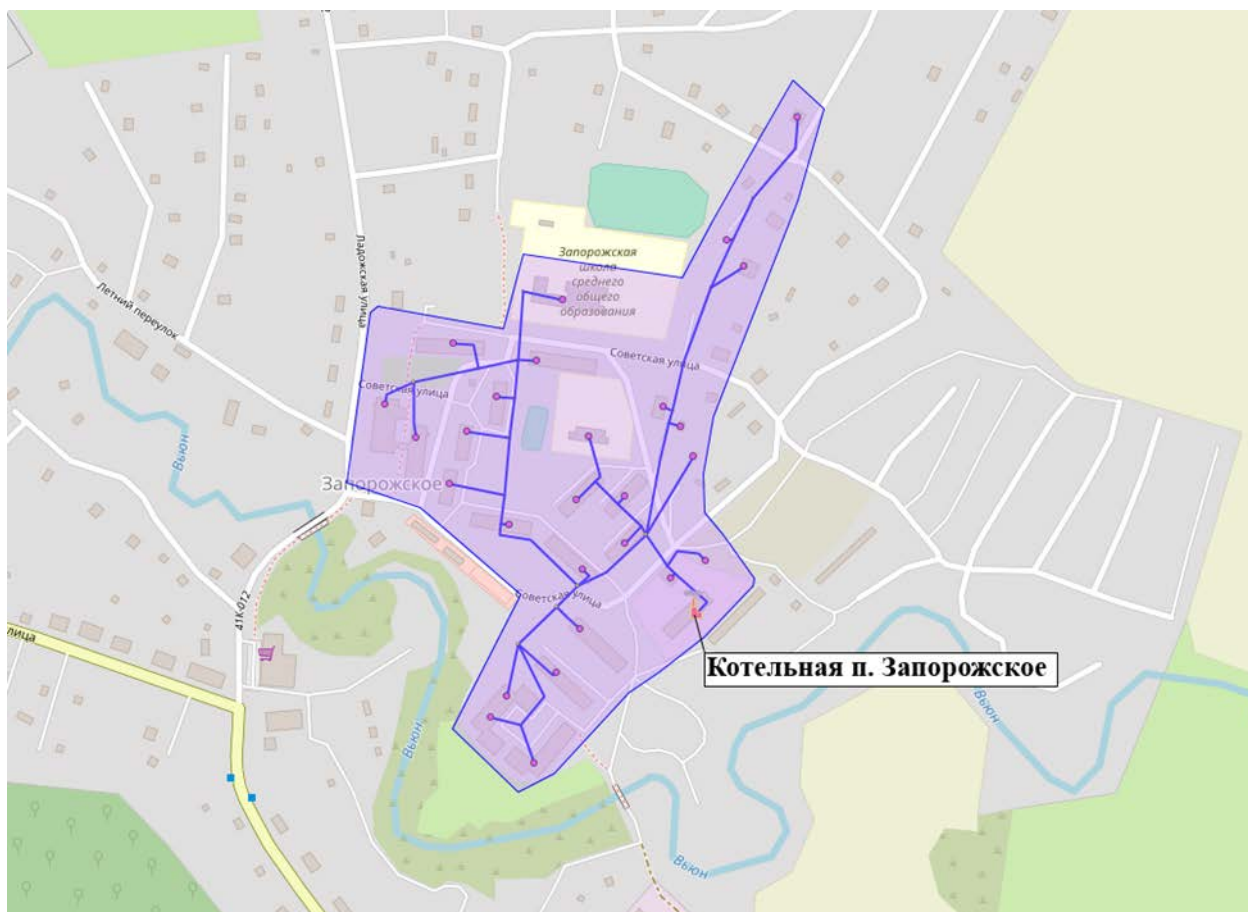 Запорожская
школа
среднего
общего
образования
Ладожская улица
Летний переулок
Советская улица
Советская улица
Вьюн
Запорожское
41К-012
Советская улица
улица
Котельная п. Запорожское
Вьюн
Вьюн
Вьюн